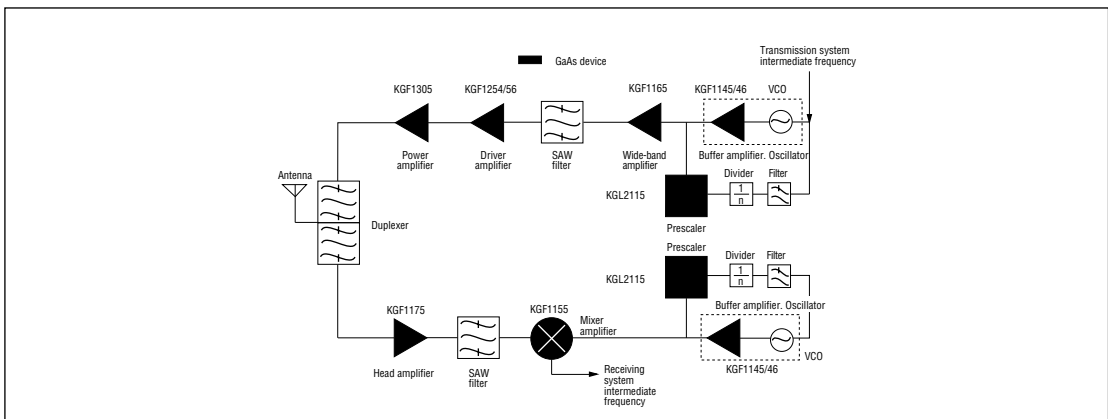 GaAs device
Transmission system
intermediate frequency
KGF1305
KGF1254/56
KGF1165
KGF1145/46
VCO
Power
amplifier
Driver
amplifier
SAW
filter
Wide-band
amplifier
Buffer amplifier. Oscillator
Antenna
Duplexer
KGL2115
Divider
Filter
1
n
Prescaler
Prescaler
KGL2115
Divider
Filter
1
n
Buffer amplifier. Oscillator
KGF1175
KGF1155
Mixer
amplifier
VCO
KGF1145/46
Head amplifier
SAW
filter
Receiving
system
intermediate
frequency